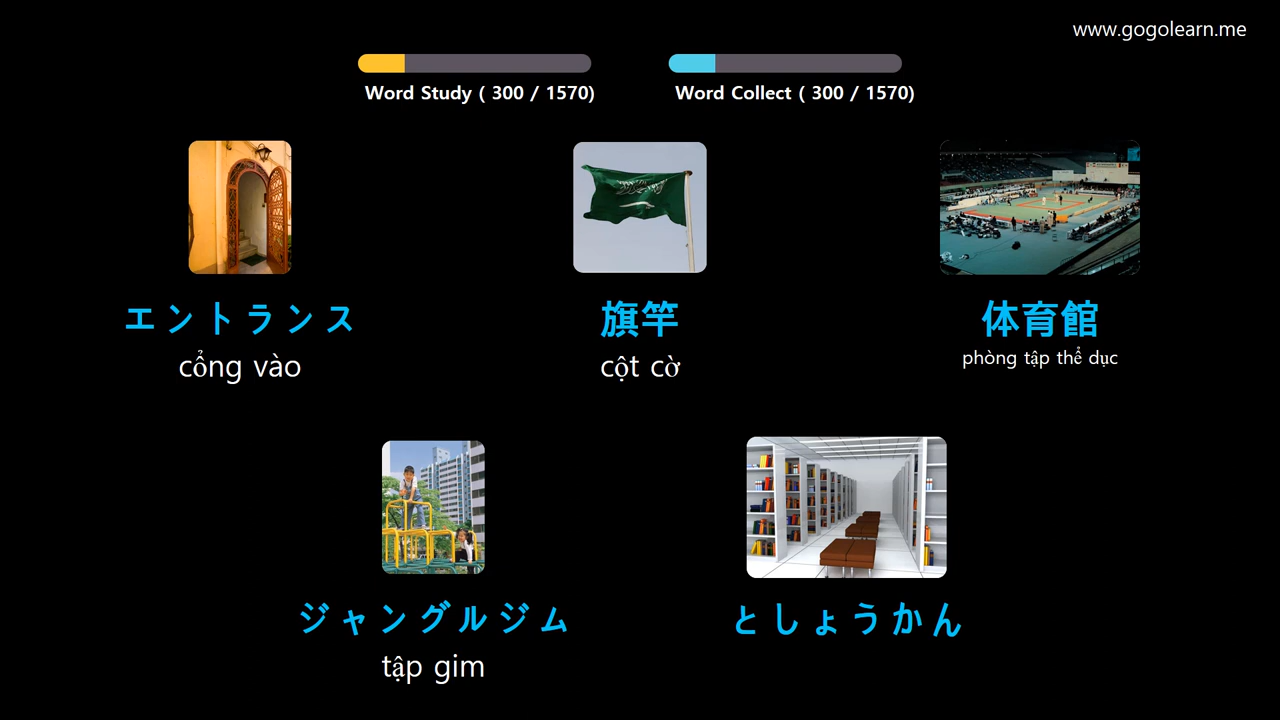 www.gogolearn.me
Word Study ( 300 / 1570)
Word Collect ( 300 / 1570)
エントランス
cổng vào
旗竿
cột cờ
体育館
phòng tập thể dục
ジャングルジム
tập gim
としょうかん